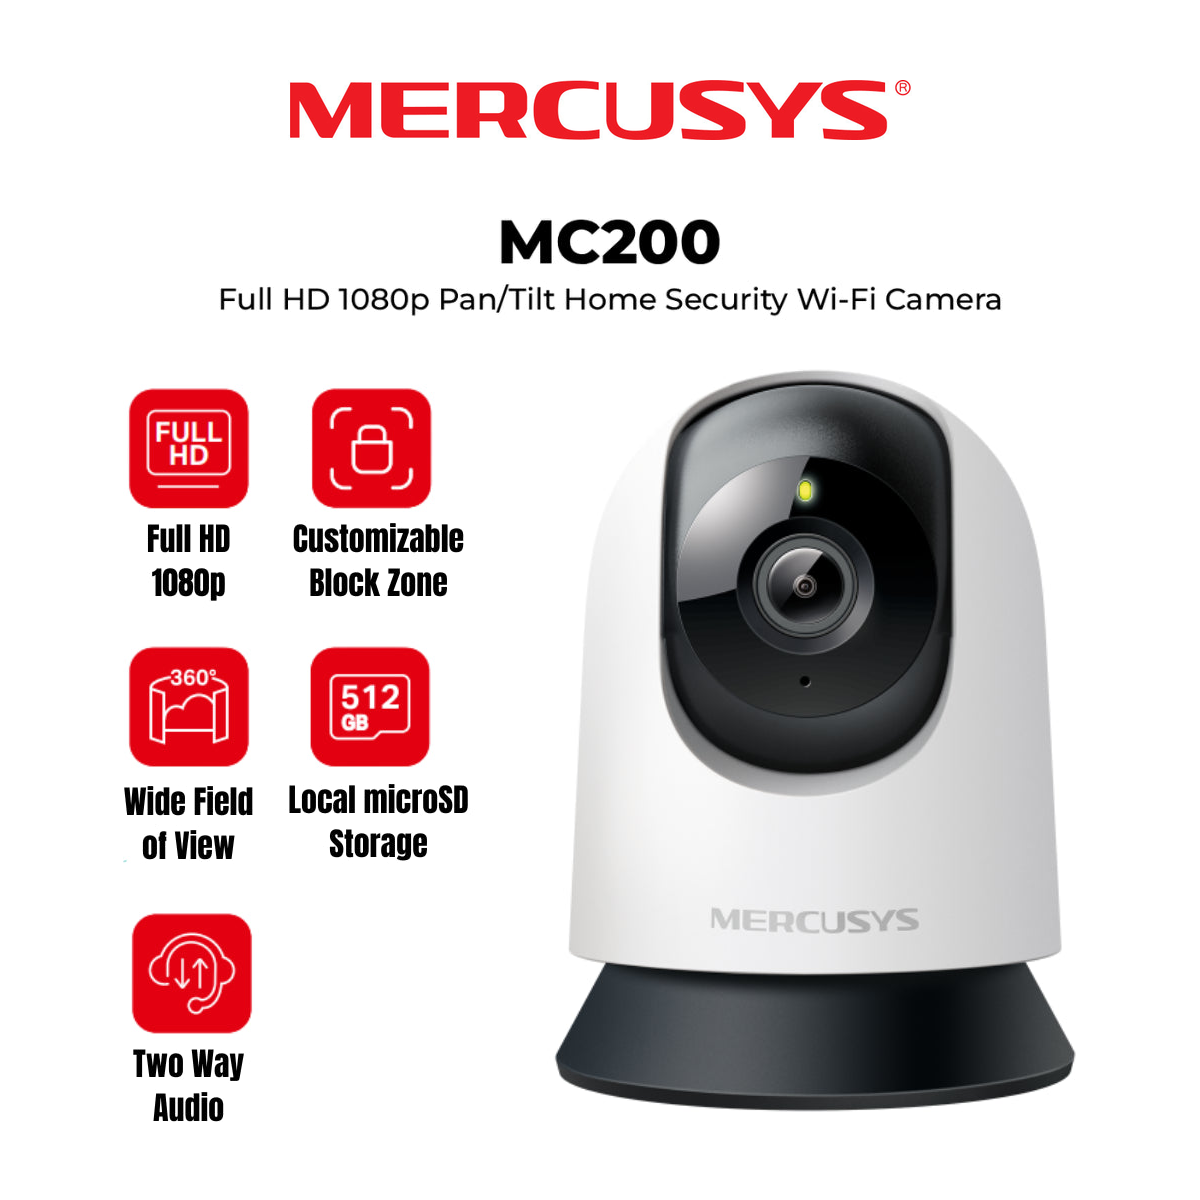 MERCUSYS®
MC200
Full HD 1080p Pan/Tilt Home Security Wi-Fi Camera
FULL
HD
Full HD
1080p
Customizable
Block Zone
360°
Wide Field
of View
512
GB
Local microSD
Storage
Two Way
Audio
MERCUSYS